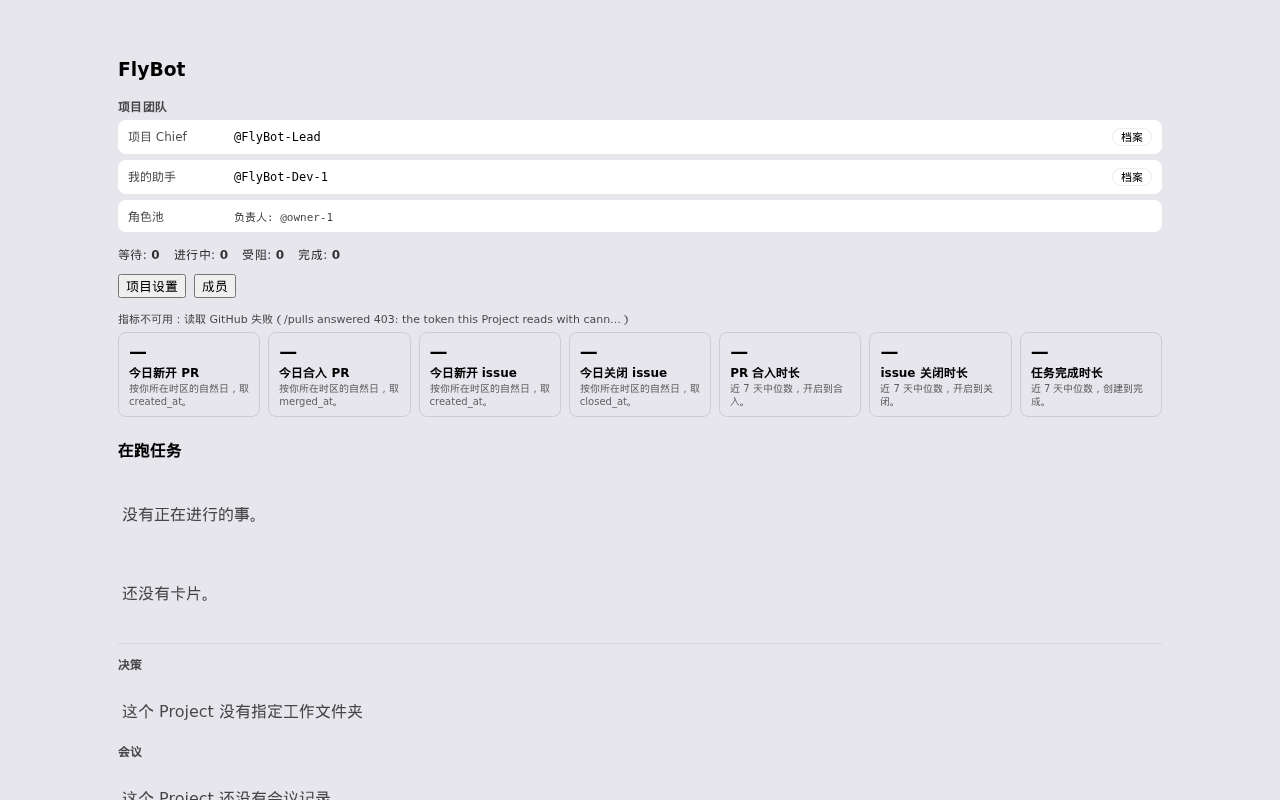 FlyBot
项目团队
项目 Chief @FlyBot-Lead 档案
我的助手 @FlyBot-Dev-1 档案
角色池 负责人: @owner-1
等待: 0 进行中: 0 受阻: 0 完成: 0
项目设置 成员
指标不可用：读取 GitHub 失败（/pulls answered 403: the token this Project reads with cann…）
—
今日新开 PR
按你所在时区的自然日，取
created_at。
—
今日合入 PR
按你所在时区的自然日，取
merged_at。
—
今日新开 issue
按你所在时区的自然日，取
created_at。
—
今日关闭 issue
按你所在时区的自然日，取
closed_at。
—
PR 合入时长
近 7 天中位数，开启到合
入。
—
issue 关闭时长
近 7 天中位数，开启到关
闭。
—
任务完成时长
近 7 天中位数，创建到完
成。
在跑任务
没有正在进行的事。
还没有卡片。
决策
这个 Project 没有指定工作文件夹
会议
这个 Project 还没有会议记录